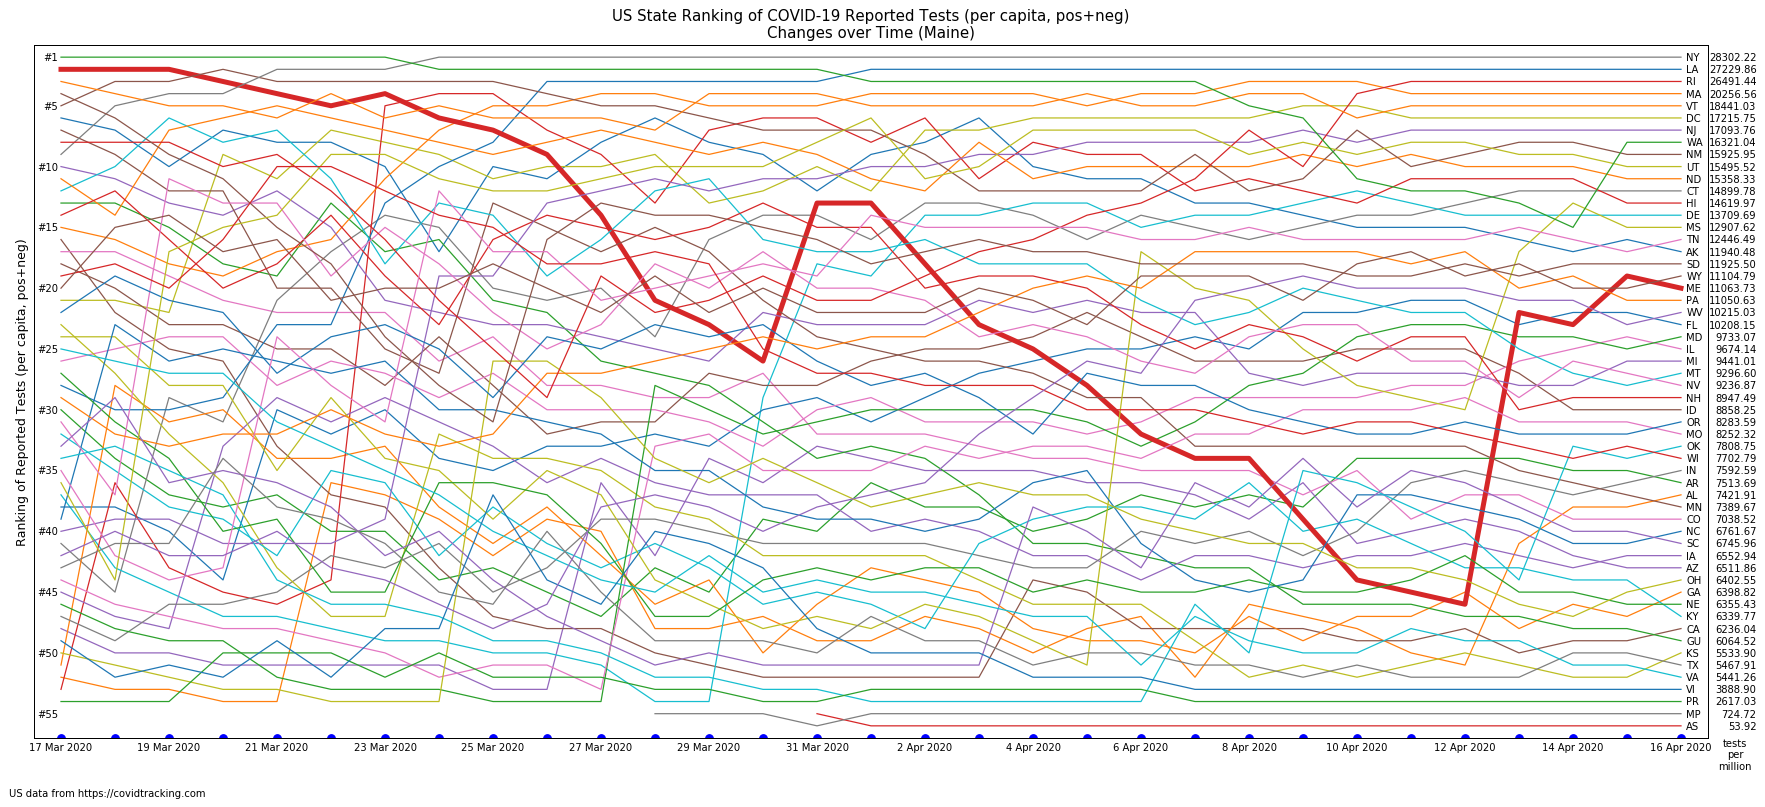 US State Ranking of COVID-19 Reported Tests (per capita, pos+neg)
Changes over Time (Maine)
Ranking of Reported Tests (per capita, pos+neg)
#1
#5
#10
#15
#20
#25
#30
#35
#40
#45
#50
#55
NY 28302.22
LA 27229.86
RI 26491.44
MA 20256.56
VT 18441.03
DC 17215.75
NJ 17093.76
WA 16321.04
NM 15925.95
UT 15495.52
ND 15358.33
CT 14899.78
HI 14619.97
DE 13709.69
MS 12907.62
TN 12446.49
AK 11940.48
SD 11925.50
WY 11104.79
ME 11063.73
PA 11050.63
WV 10215.03
FL 10208.15
MD 9733.07
IL 9674.14
MI 9441.01
MT 9296.60
NV 9236.87
NH 8947.49
ID 8858.25
OR 8283.59
MO 8252.32
OK 7808.75
WI 7702.79
IN 7592.59
AR 7513.69
AL 7421.91
MN 7389.67
CO 7038.52
NC 6761.67
SC 6745.96
IA 6552.94
AZ 6511.86
OH 6402.55
GA 6398.82
NE 6355.43
KY 6339.77
CA 6236.04
GU 6064.52
KS 5533.90
TX 5467.91
VA 5441.26
VI 3888.90
PR 2617.03
MP 724.72
AS 53.92
17 Mar 2020 19 Mar 2020 21 Mar 2020 23 Mar 2020 25 Mar 2020 27 Mar 2020 29 Mar 2020 31 Mar 2020 2 Apr 2020 4 Apr 2020 6 Apr 2020 8 Apr 2020 10 Apr 2020 12 Apr 2020 14 Apr 2020 16 Apr 2020
tests
per
million
US data from https://covidtracking.com